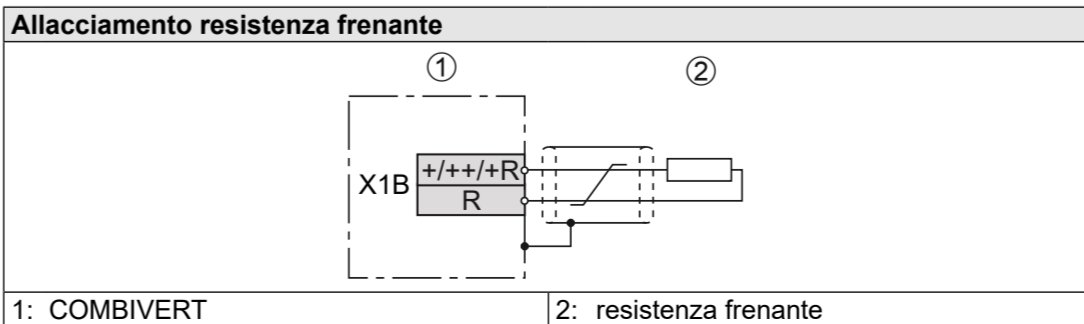 Allacciamento resistenza frenante
① ②
X1B
+/++/+R
R
1: COMBIVERT
2: resistenza frenante